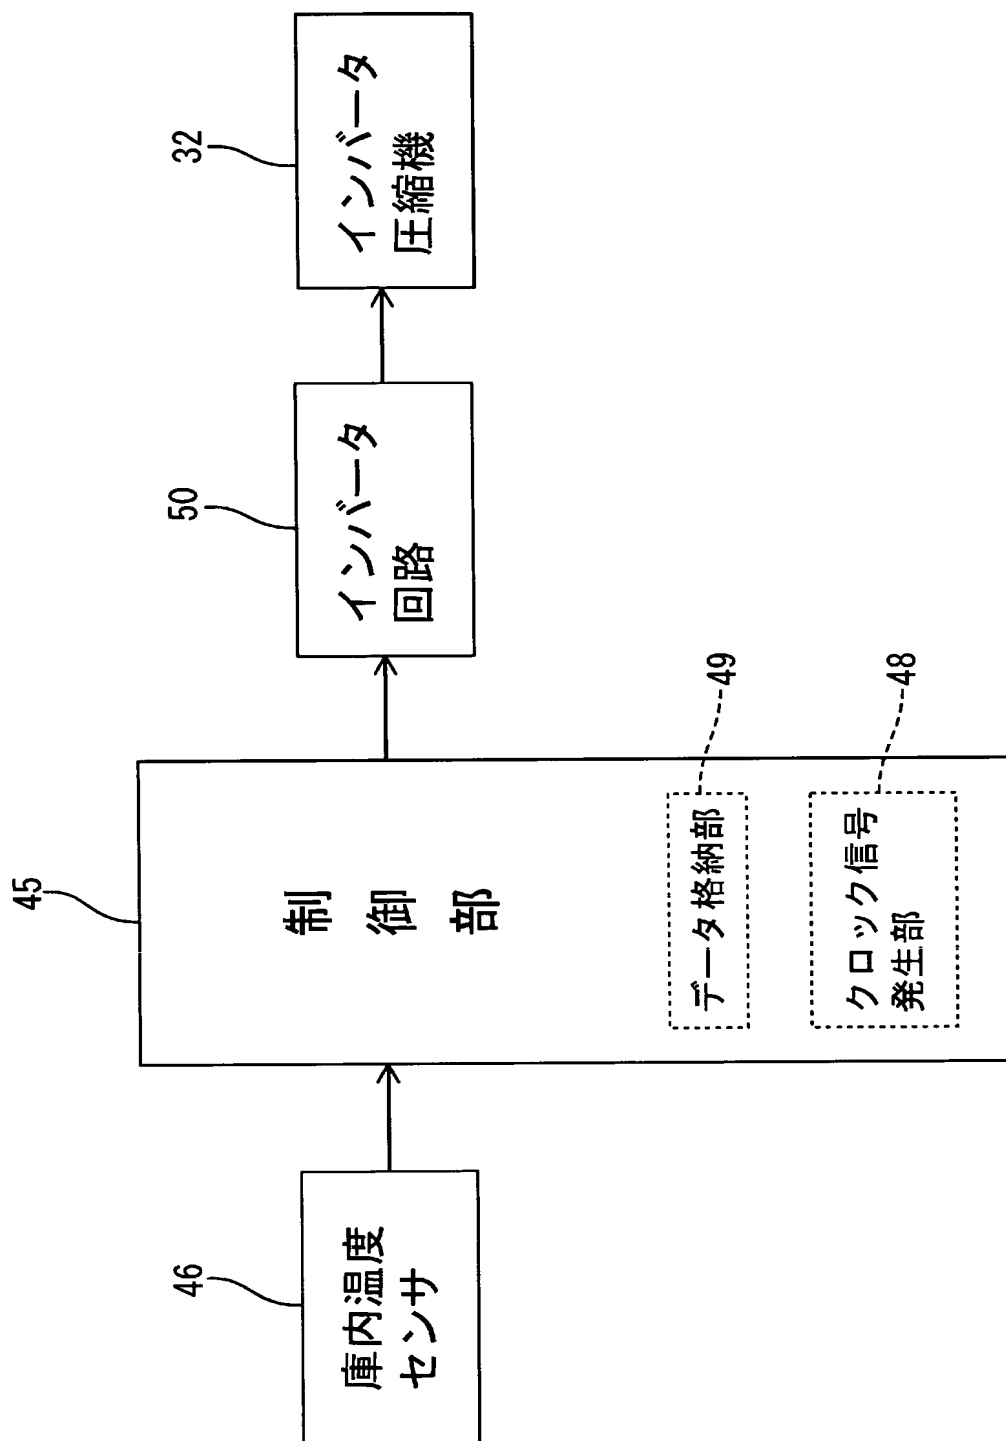 46
庫内温度
センサ
45
制
御
部
データ格納部
49
クロック信号
発生部
48
50
インバータ
回路
32
インバータ
圧縮機